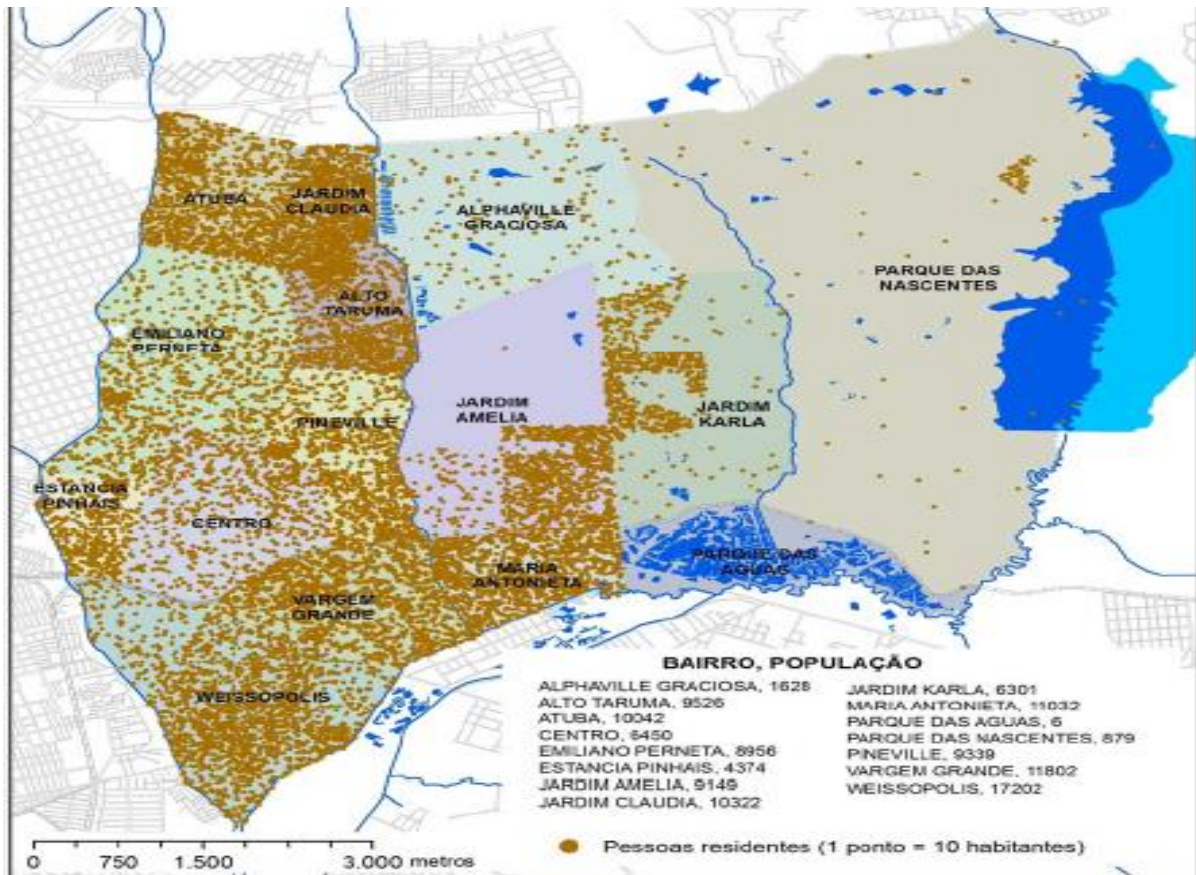 ATUBA
JARDIM
CLAUDIA
ALPHAVILLE
GRACIOSA
PARQUE DAS
NASCENTES
ALTO
TARUMA
EMILIANO
PERNETA
JARDIM
AMELIA
JARDIM
KARLA
PINEVILLE
ESTANCIA
PINHAIS
CENTRO
PARQUE DAS
AGUAS
MARIA
ANTONIETA
VARGEM
GRANDE
WEISSOPOLIS
BAIRRO, POPULAÇÃO
ALPHAVILLE GRACIOSA, 1628
ALTO TARUMA, 9526
ATUBA, 10042
CENTRO, 6450
EMILIANO PERNETA, 8956
ESTANCIA PINHAIS, 4374
JARDIM AMELIA, 9149
JARDIM CLAUDIA, 10322
JARDIM KARLA, 6301
MARIA ANTONIETA, 11032
PARQUE DAS AGUAS, 6
PARQUE DAS NASCENTES, 879
PINEVILLE, 9339
VARGEM GRANDE, 11802
WEISSOPOLIS, 17202
Pessoas residentes (1 ponto = 10 habitantes)
0 750 1.500 3.000 metros